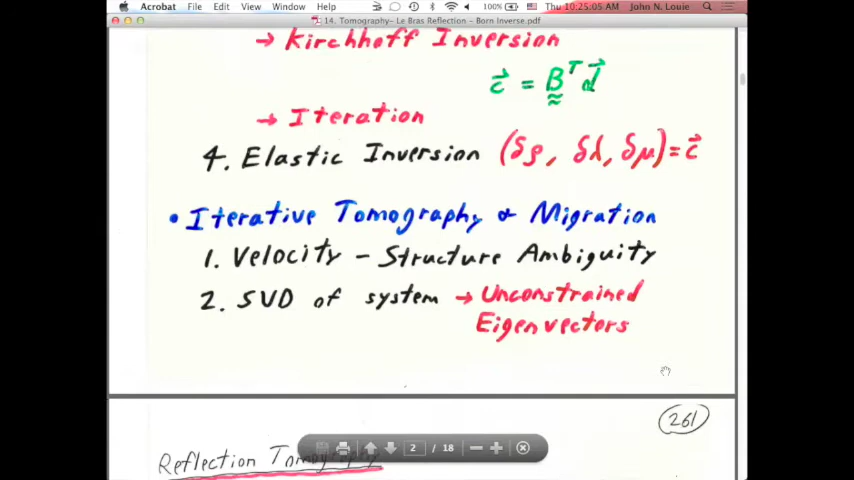 Acrobat File Edit View Window Help 100% Thu 10:25:05 AM John N. Louie
14. Tomography- Le Bras Reflection - Born Inverse.pdf
→ Kirchhoff Inversion
c⃗ = B^T d⃗
→ Iteration
4. Elastic Inversion (δρ, δλ, δμ) = c⃗
• Iterative Tomography & Migration
1. Velocity - Structure Ambiguity
2. SVD of system → Unconstrained
Eigenvectors
261
2 / 18
Reflection Tomography